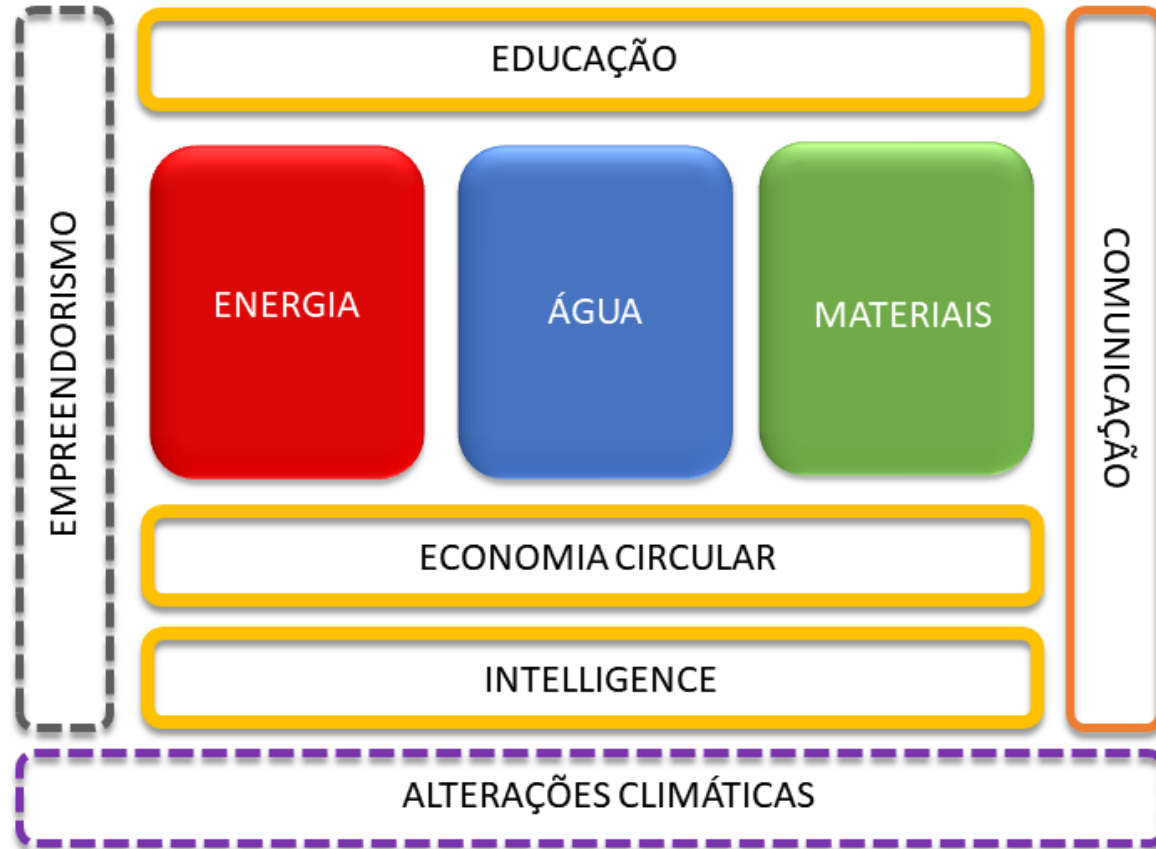 EDUCAÇÃO
EMPREENDORISMO
ENERGIA
ÁGUA
MATERIAIS
COMUNICAÇÃO
ECONOMIA CIRCULAR
INTELLIGENCE
ALTERAÇÕES CLIMÁTICAS